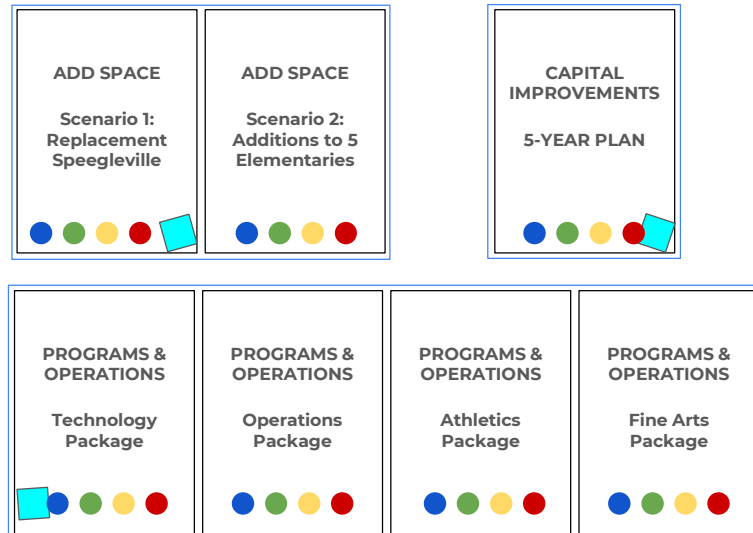 ADD SPACE
Scenario 1:
Replacement
Speegleville
ADD SPACE
Scenario 2:
Additions to 5
Elementaries
CAPITAL
IMPROVEMENTS
5-YEAR PLAN
PROGRAMS &
OPERATIONS
Technology
Package
PROGRAMS &
OPERATIONS
Operations
Package
PROGRAMS &
OPERATIONS
Athletics
Package
PROGRAMS &
OPERATIONS
Fine Arts
Package